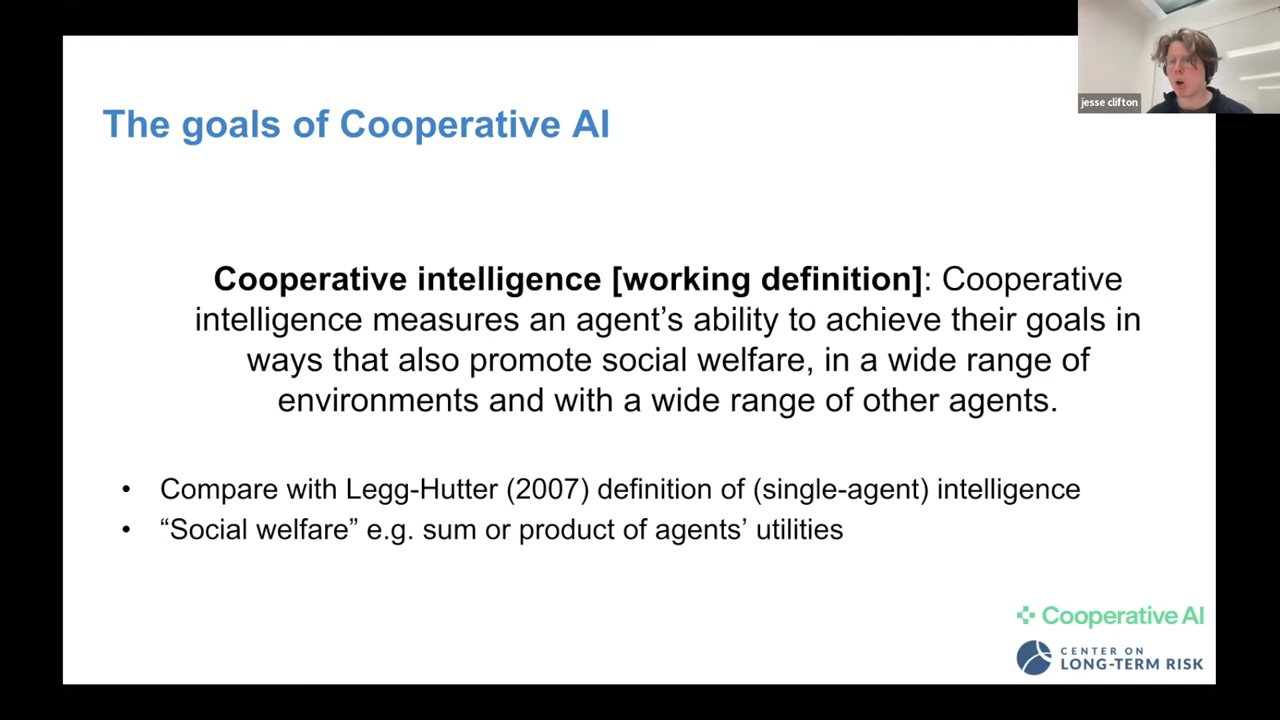 jesse clifton
The goals of Cooperative AI
Cooperative intelligence [working definition]: Cooperative
intelligence measures an agent’s ability to achieve their goals in
ways that also promote social welfare, in a wide range of
environments and with a wide range of other agents.
• Compare with Legg-Hutter (2007) definition of (single-agent) intelligence
• “Social welfare” e.g. sum or product of agents’ utilities
Cooperative AI
CENTER ON
LONG-TERM RISK